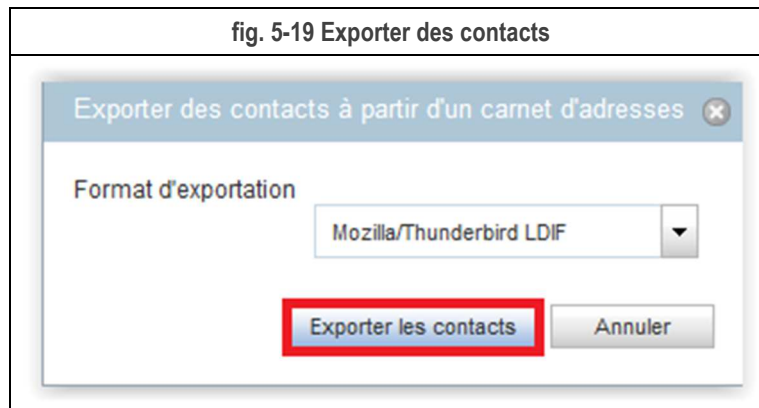 fig. 5-19 Exporter des contacts
Exporter des contacts à partir d'un carnet d'adresses
Format d'exportation
Mozilla/Thunderbird LDIF
Exporter les contacts Annuler